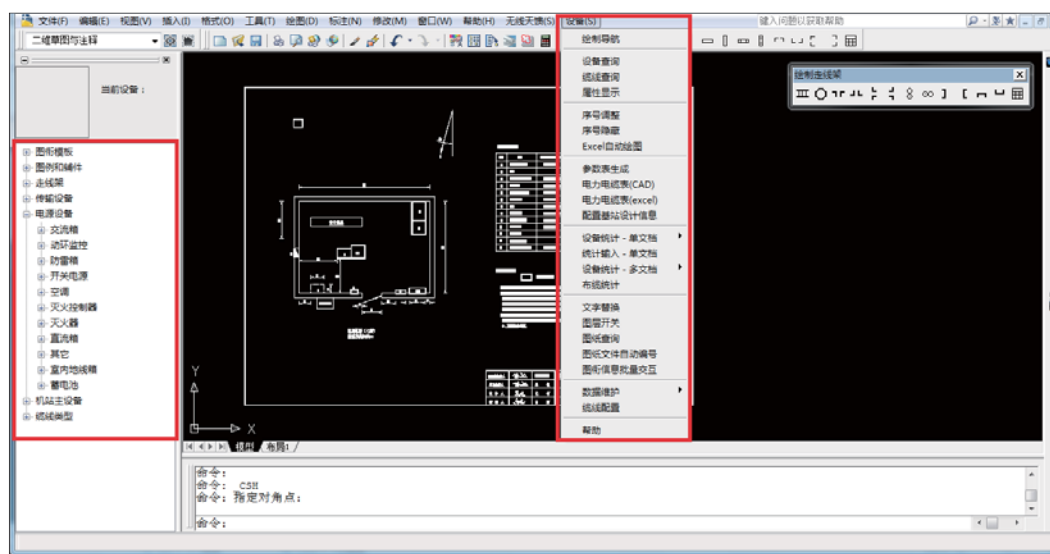 文件(F) 编辑(E) 视图(V) 插入(I) 格式(O) 工具(T) 绘图(D) 标注(N) 修改(M) 窗口(W) 帮助(H) 无线天馈(S) 设备(S) 键入问题以获取帮助
二维草图与注释
当前设备：
图衔模板
图例和辅件
走线架
传输设备
电源设备
交流箱
动环监控
防雷箱
开关电源
空调
灭火控制器
灭火器
直流箱
其它
室内地线箱
蓄电池
机站主设备
缆线类型
绘制导航
设备查询
缆线查询
属性显示
序号调整
序号隐藏
Excel自动绘图
参数表生成
电力电缆表(CAD)
电力电缆表(excel)
配置基站设计信息
设备统计 - 单文档
统计输入 - 单文档
设备统计 - 多文档
布缆统计
文字替换
图层开关
图纸查询
图纸文件自动编号
图衔信息批量交互
数据维护
缆线配置
帮助
绘制走线架
Y
X
模型 布局1
命令:
命令: _CSH
命令: 指定对角点:
命令: